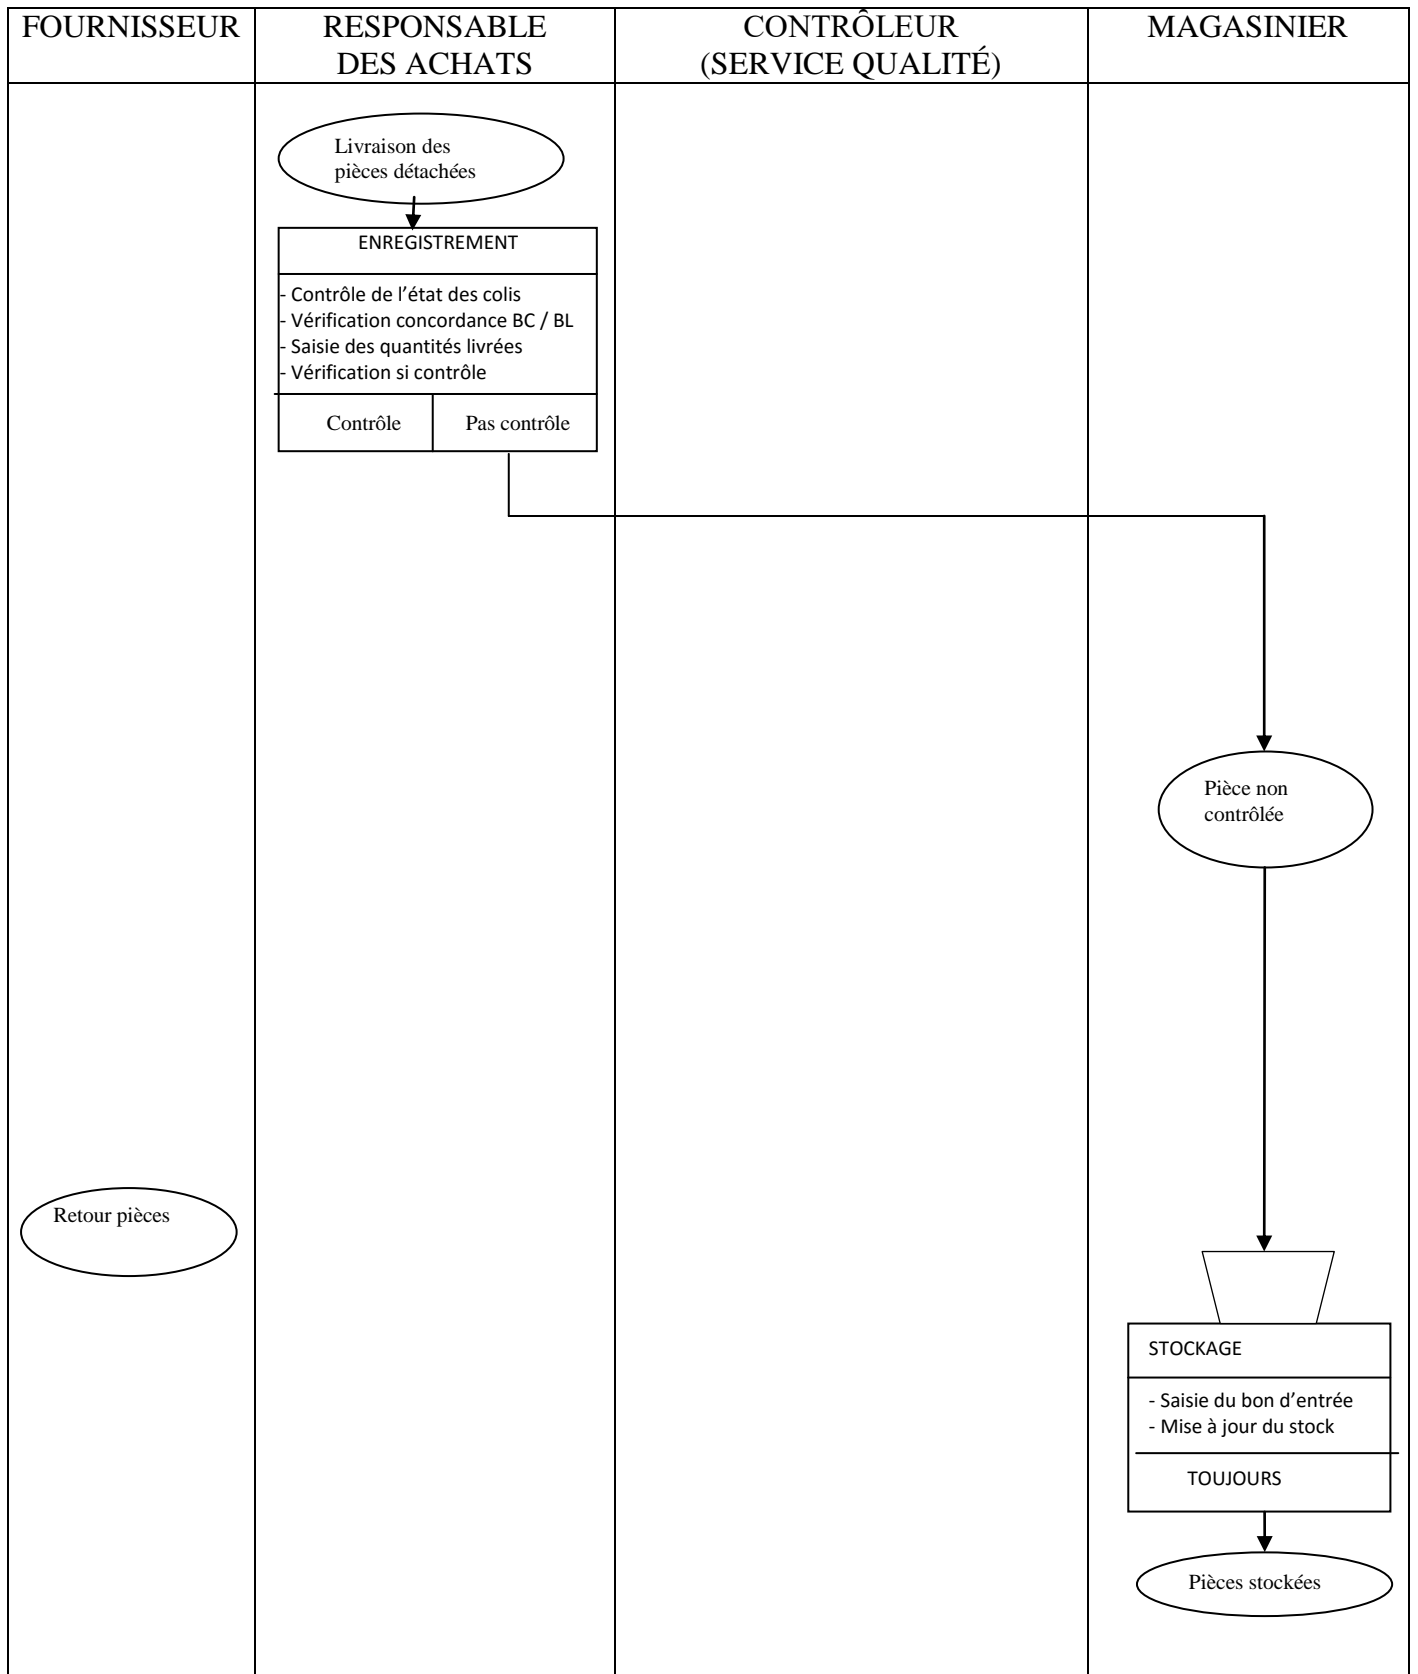 FOURNISSEUR
RESPONSABLE
DES ACHATS
CONTRÔLEUR
(SERVICE QUALITÉ)
MAGASINIER
Livraison des
pièces détachées
ENREGISTREMENT
- Contrôle de l’état des colis
- Vérification concordance BC / BL
- Saisie des quantités livrées
- Vérification si contrôle
Contrôle
Pas contrôle
Pièce non
contrôlée
Retour pièces
STOCKAGE
- Saisie du bon d’entrée
- Mise à jour du stock
TOUJOURS
Pièces stockées